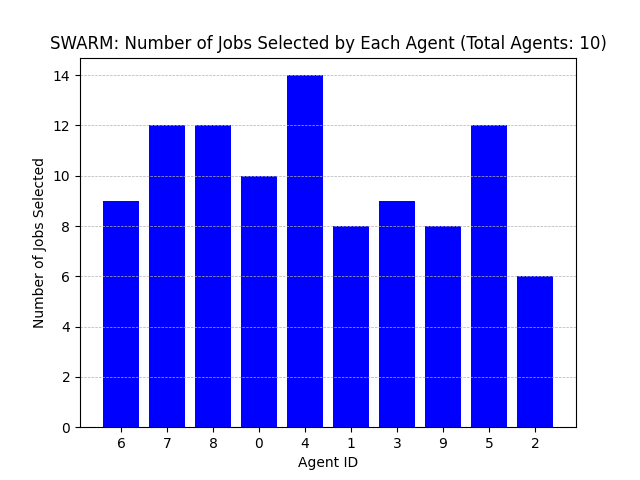 SWARM: Number of Jobs Selected by Each Agent (Total Agents: 10)
14
12
10
8
6
4
2
0
Number of Jobs Selected
6 7 8 0 4 1 3 9 5 2
Agent ID